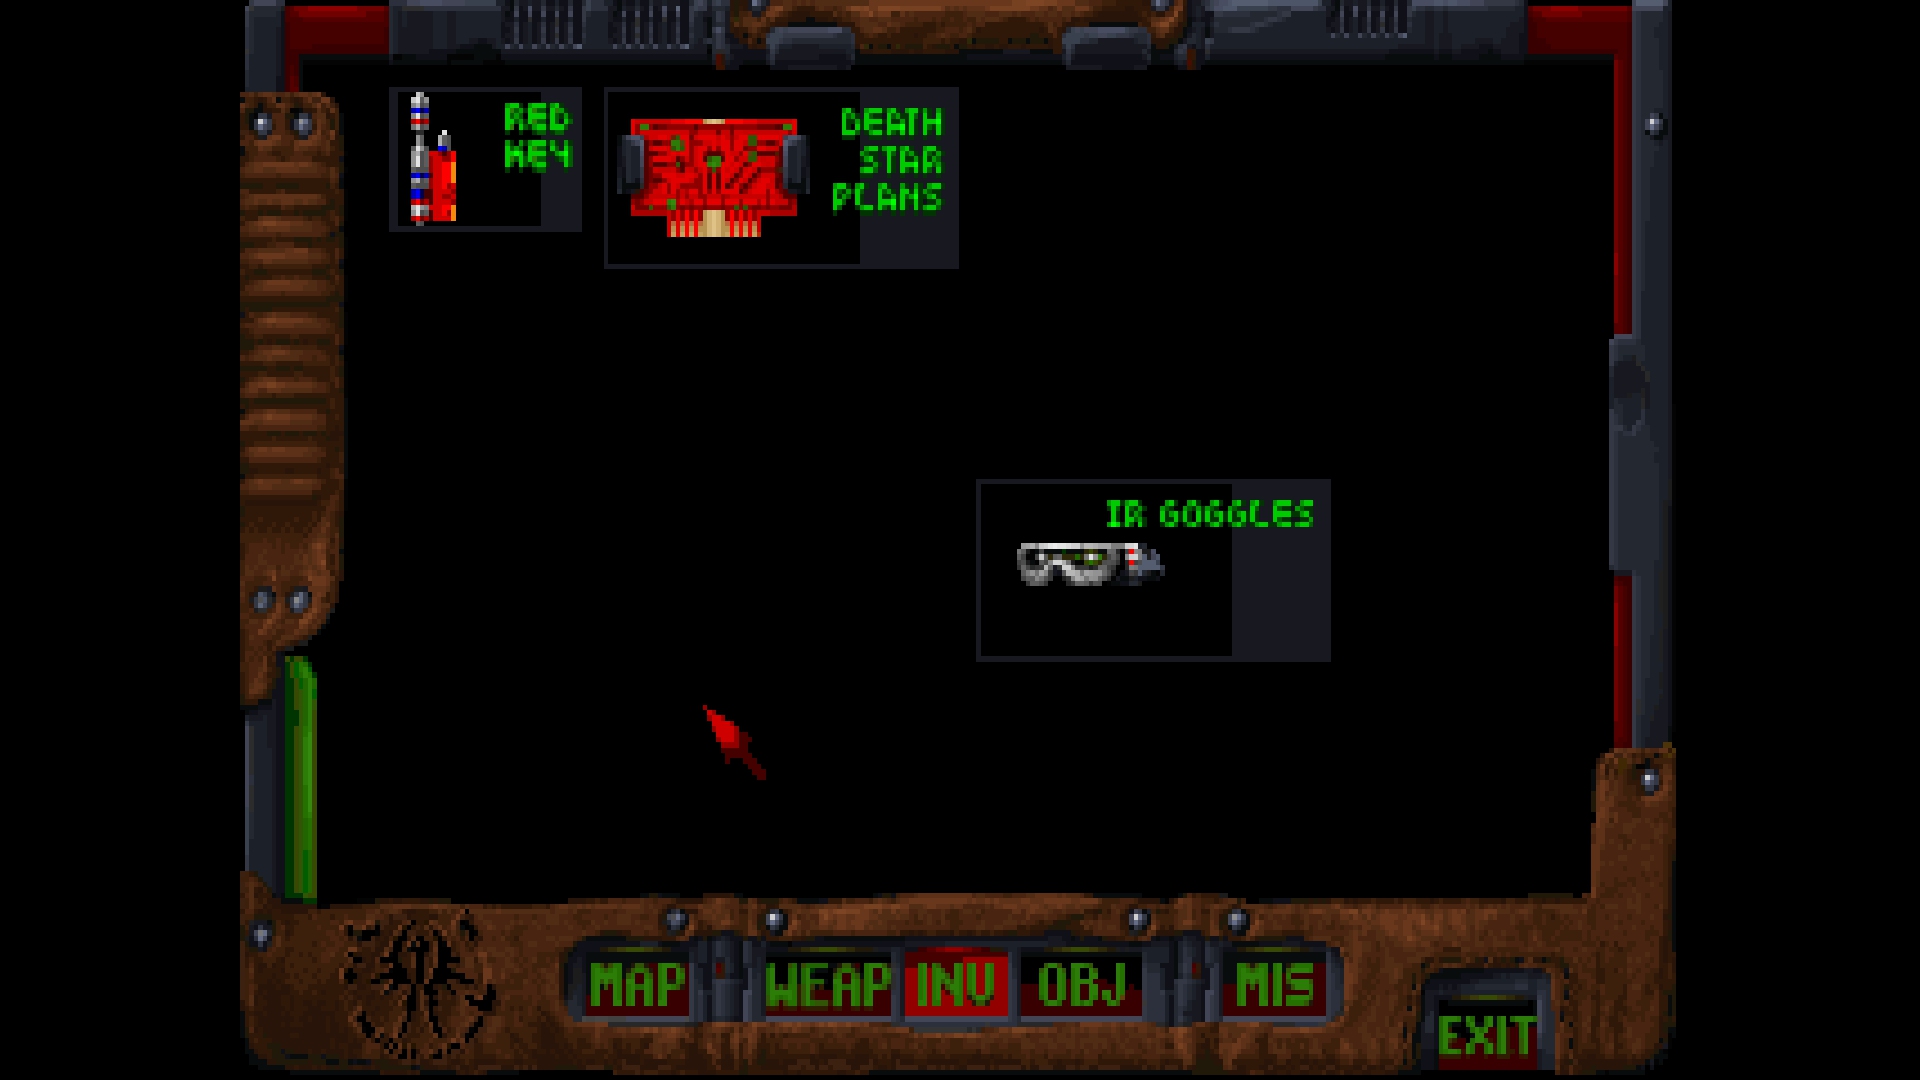 RED
KEY
DEATH
STAR
PLANS
IR GOGGLES
MAP
WEAP
INV
OBJ
MIS
EXIT